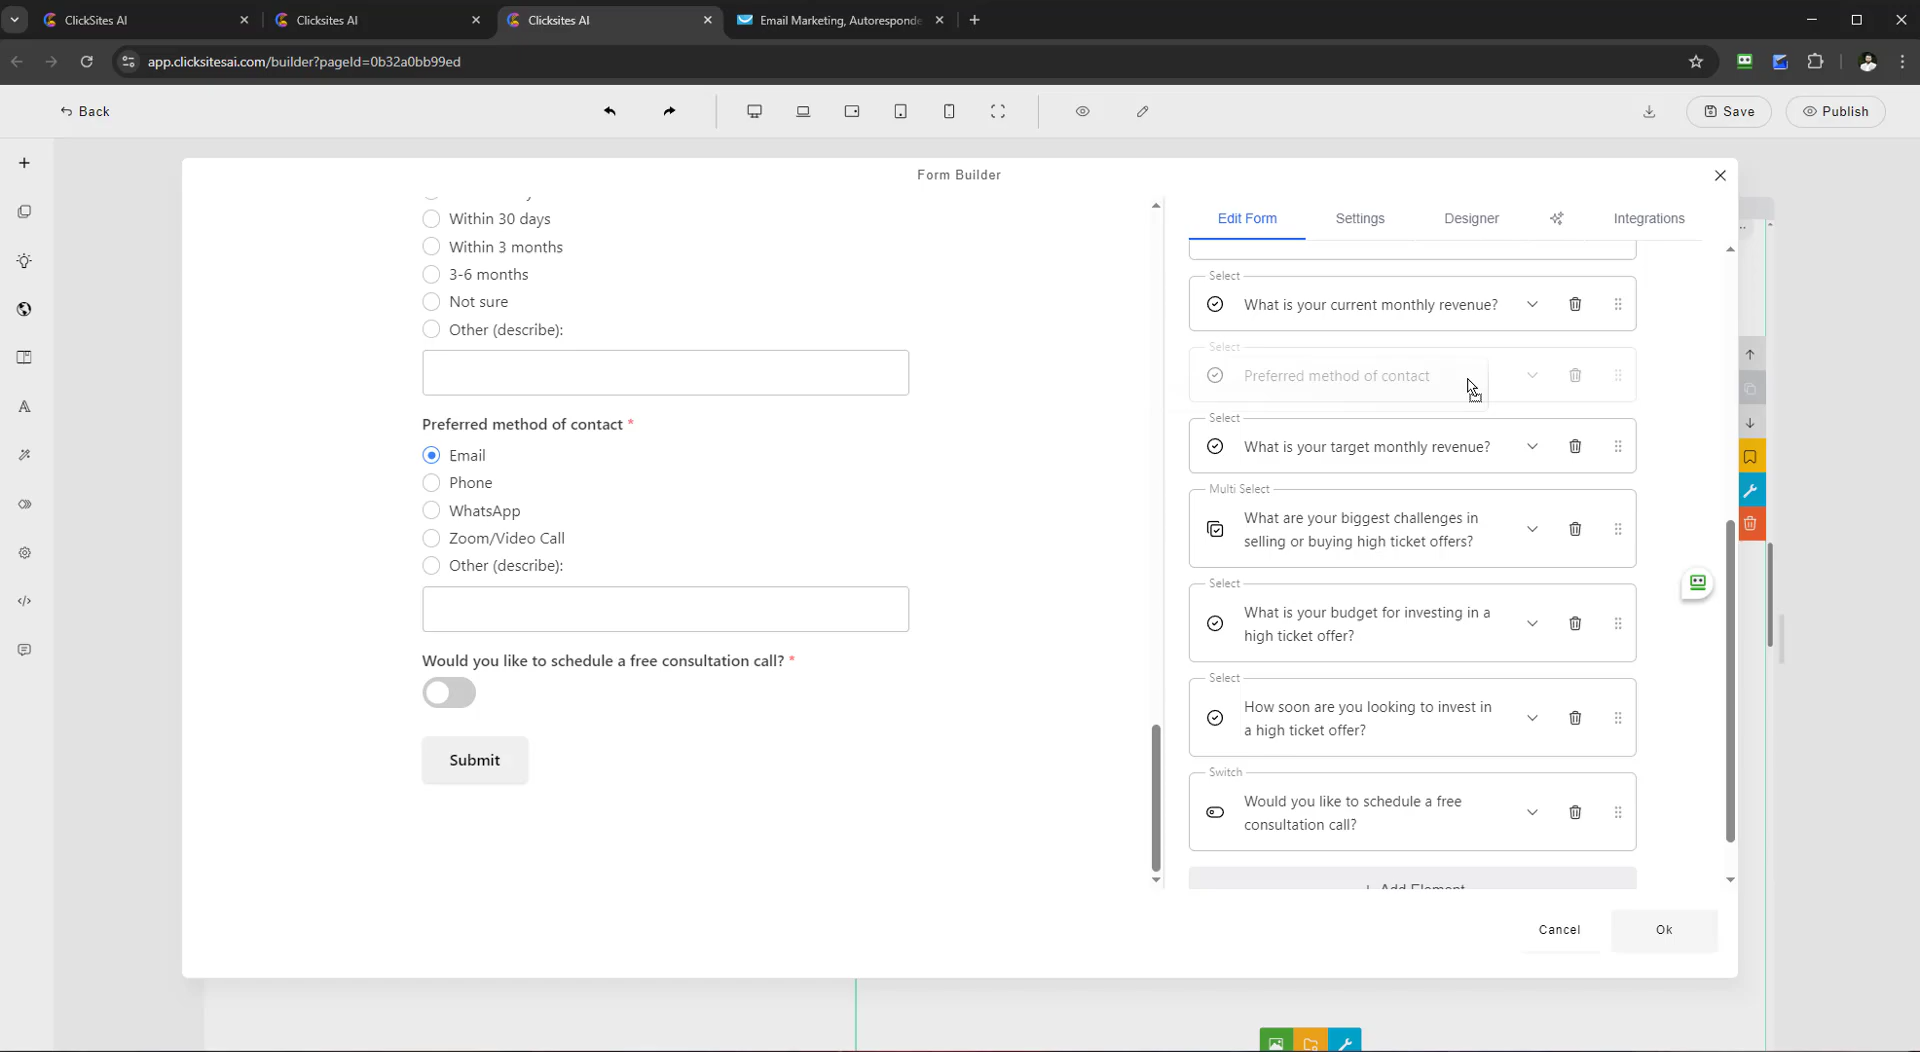 ClickSites AI
Clicksites AI
Clicksites AI
Email Marketing, Autoresponde
app.clicksitesai.com/builder?pageId=0b32a0bb99ed
Back
Save
Publish
Form Builder
Within 30 days
Within 3 months
3-6 months
Not sure
Other (describe):
Preferred method of contact *
Email
Phone
WhatsApp
Zoom/Video Call
Other (describe):
Would you like to schedule a free consultation call? *
Submit
Edit Form
Settings
Designer
Integrations
Select
What is your current monthly revenue?
Select
Preferred method of contact
Select
What is your target monthly revenue?
Multi Select
What are your biggest challenges in
selling or buying high ticket offers?
Select
What is your budget for investing in a
high ticket offer?
Select
How soon are you looking to invest in
a high ticket offer?
Switch
Would you like to schedule a free
consultation call?
+ Add Element
Cancel
Ok